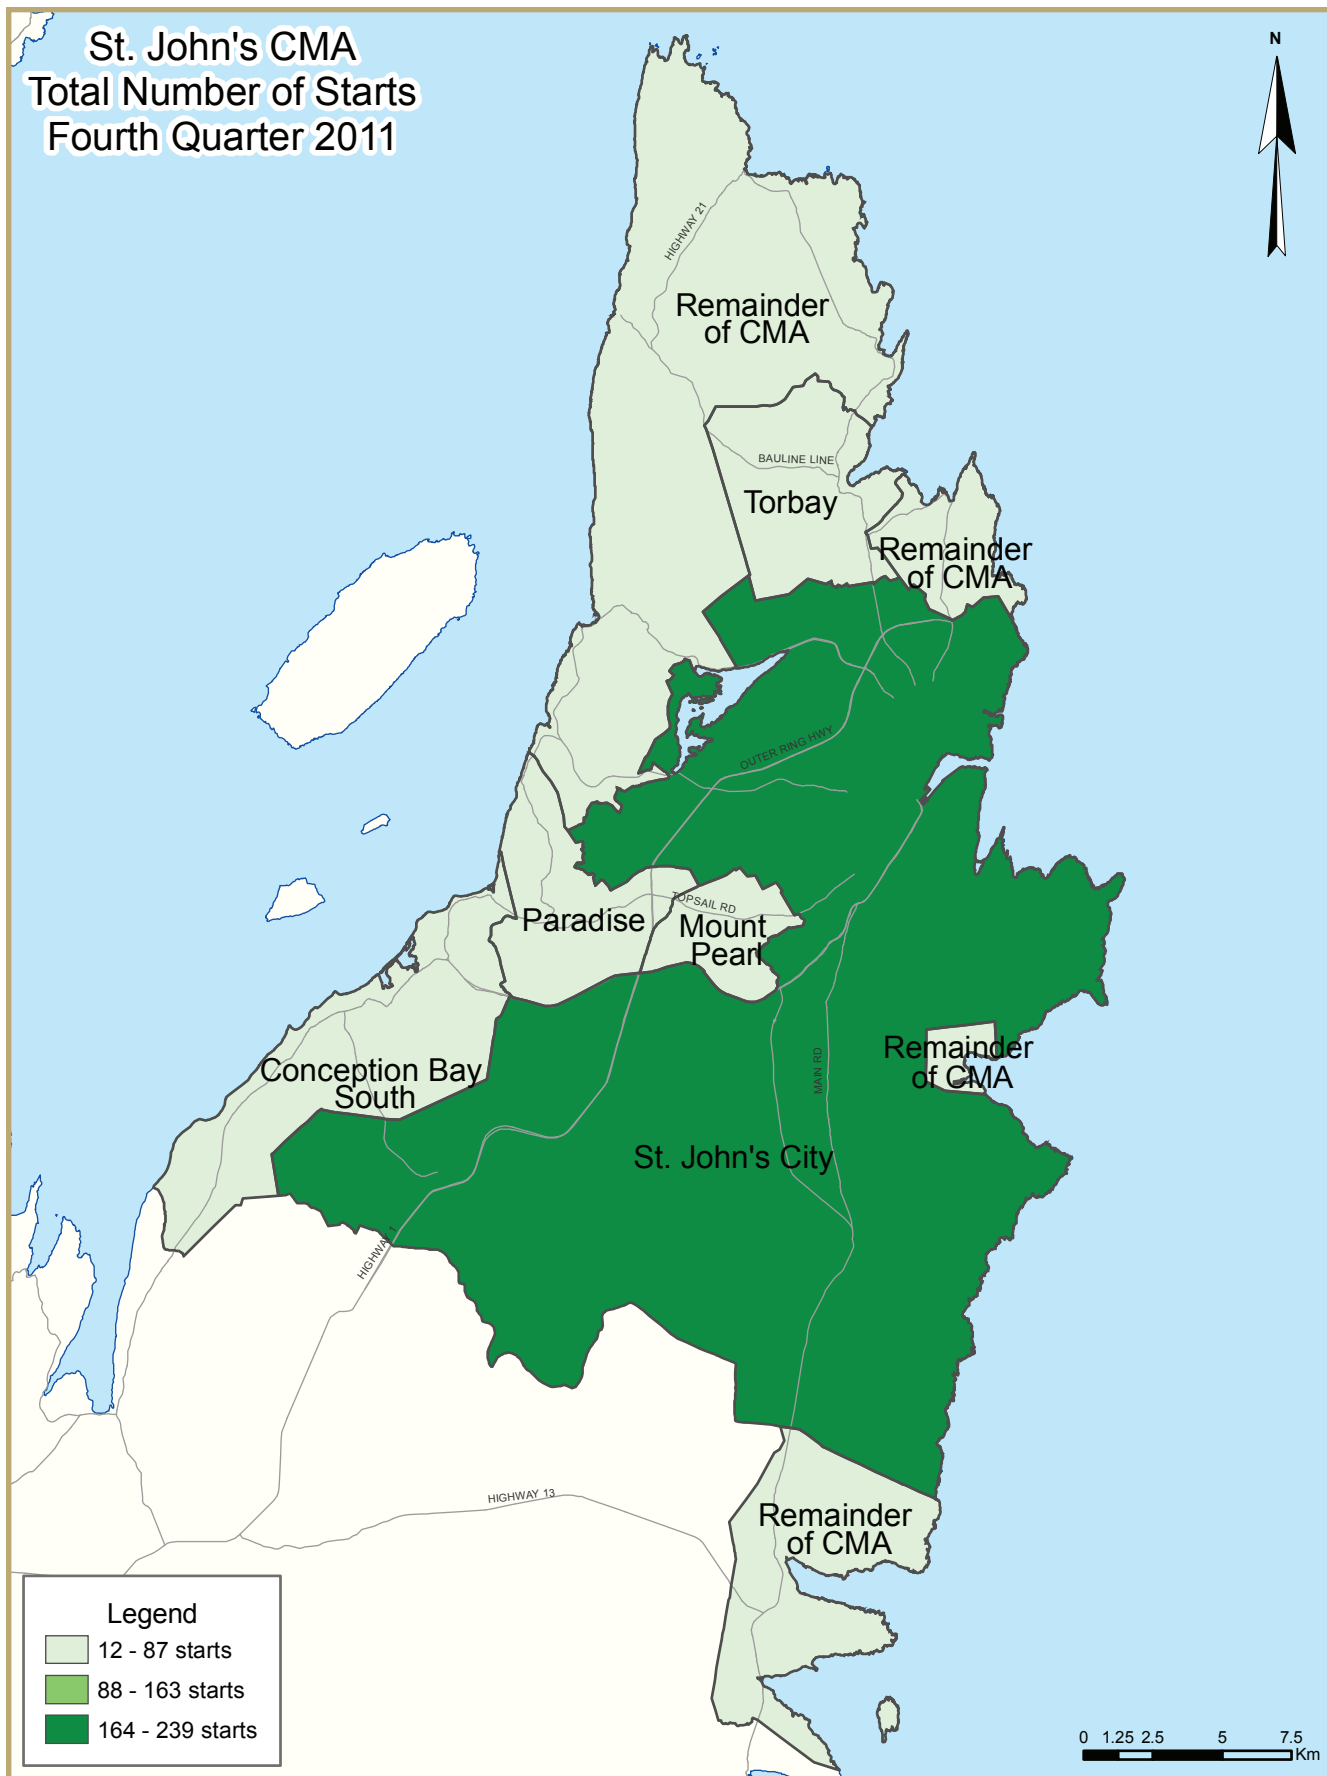 St. John's CMA
Total Number of Starts
Fourth Quarter 2011
N
HIGHWAY 21
Remainder
of CMA
BAULINE LINE
Torbay
Remainder
of CMA
OUTER RING HWY
TOPSAIL RD
Paradise
Mount
Pearl
Remainder
of CMA
MAIN RD
Conception Bay
South
St. John's City
HIGHWAY 1
HIGHWAY 13
Remainder
of CMA
Legend
12 - 87 starts
88 - 163 starts
164 - 239 starts
0 1.25 2.5 5 7.5
Km